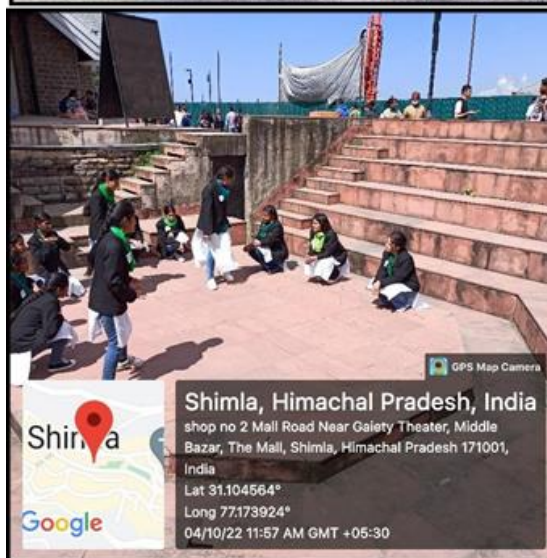 GPS Map Camera
Shimla, Himachal Pradesh, India
shop no 2 Mall Road Near Gaiety Theater, Middle
Bazar, The Mall, Shimla, Himachal Pradesh 171001,
India
Lat 31.104564°
Long 77.173924°
04/10/22 11:57 AM GMT +05:30
Google